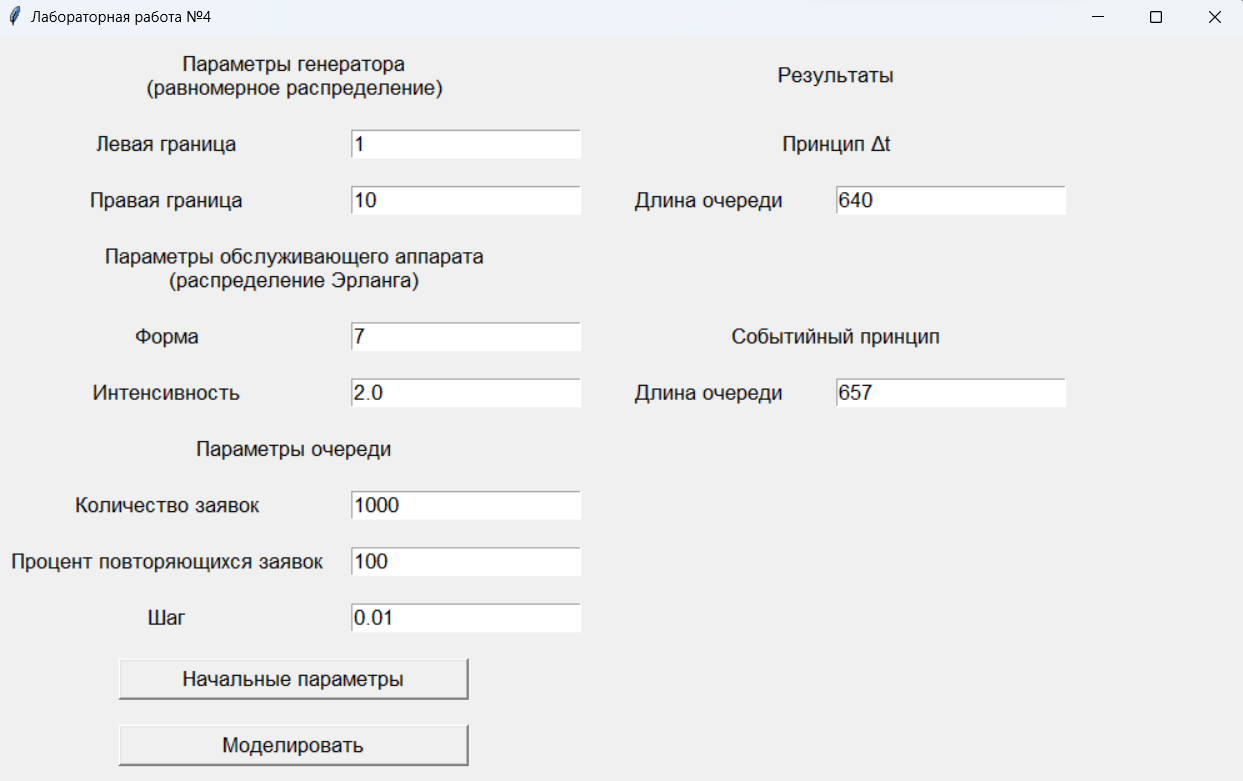 Лабораторная работа №4
Параметры генератора
(равномерное распределение)
Левая граница
1
Правая граница
10
Параметры обслуживающего аппарата
(распределение Эрланга)
Форма
7
Интенсивность
2.0
Параметры очереди
Количество заявок
1000
Процент повторяющихся заявок
100
Шаг
0.01
Начальные параметры
Моделировать
Результаты
Принцип Δt
Длина очереди
640
Событийный принцип
Длина очереди
657